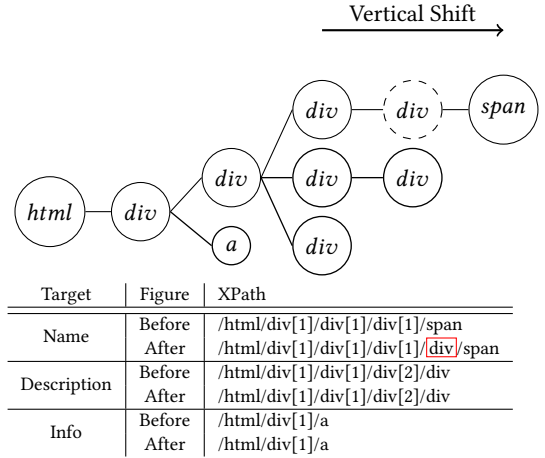 Vertical Shift
div div span
div div div
html div
a div
Target Figure XPath
Name Before /html/div[1]/div[1]/div[1]/span
After /html/div[1]/div[1]/div[1]/div/span
Description Before /html/div[1]/div[1]/div[2]/div
After /html/div[1]/div[1]/div[2]/div
Info Before /html/div[1]/a
After /html/div[1]/a